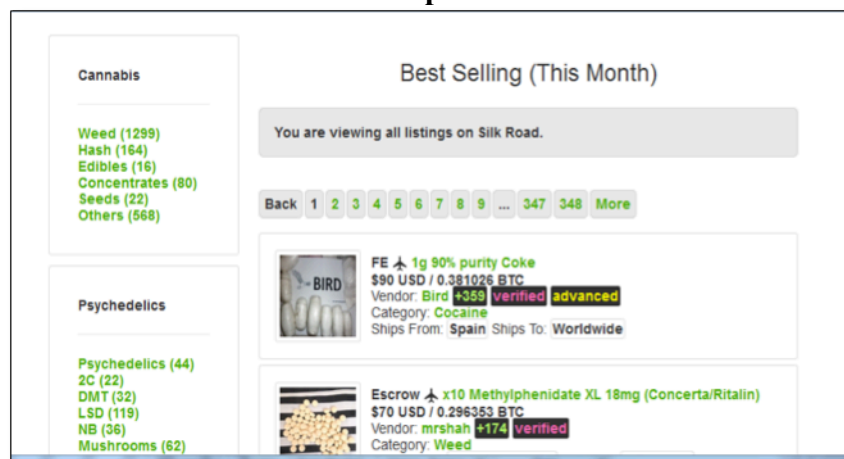 Cannabis
Weed (1299)
Hash (164)
Edibles (16)
Concentrates (80)
Seeds (22)
Others (568)
Psychedelics
Psychedelics (44)
2C (22)
DMT (32)
LSD (119)
NB (36)
Mushrooms (62)
Best Selling (This Month)
You are viewing all listings on Silk Road.
Back 1 2 3 4 5 6 7 8 9 ... 347 348 More
BIRD
FE 1g 90% purity Coke
$90 USD / 0.381026 BTC
Vendor: Bird +359 verified advanced
Category: Cocaine
Ships From: Spain Ships To: Worldwide
Escrow x10 Methylphenidate XL 18mg (Concerta/Ritalin)
$70 USD / 0.296353 BTC
Vendor: mrshah +174 verified
Category: Weed